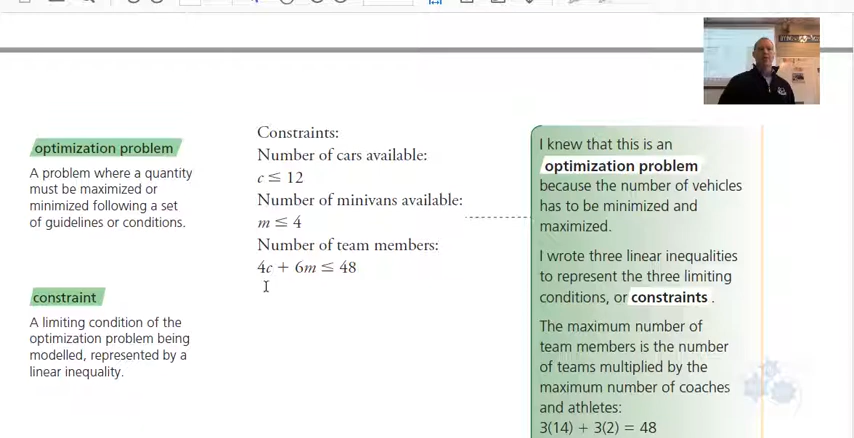 optimization problem
A problem where a quantity
must be maximized or
minimized following a set
of guidelines or conditions.
constraint
A limiting condition of the
optimization problem being
modelled, represented by a
linear inequality.
Constraints:
Number of cars available:
c ≤ 12
Number of minivans available:
m ≤ 4
Number of team members:
4c + 6m ≤ 48
I knew that this is an
optimization problem
because the number of vehicles
has to be minimized and
maximized.
I wrote three linear inequalities
to represent the three limiting
conditions, or constraints .
The maximum number of
team members is the number
of teams multiplied by the
maximum number of coaches
and athletes:
3(14) + 3(2) = 48